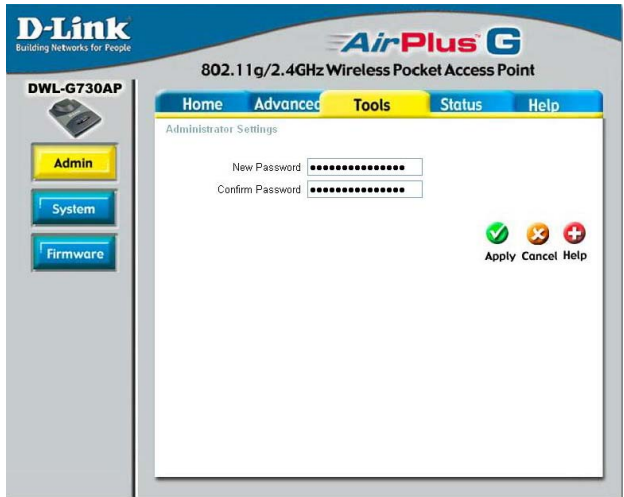 D-Link
Building Networks for People
AirPlus G
802.11g/2.4GHz Wireless Pocket Access Point
DWL-G730AP
Home Advanced Tools Status Help
Administrator Settings
Admin
New Password •••••••••••••••
Confirm Password •••••••••••••••
System
Firmware
Apply Cancel Help